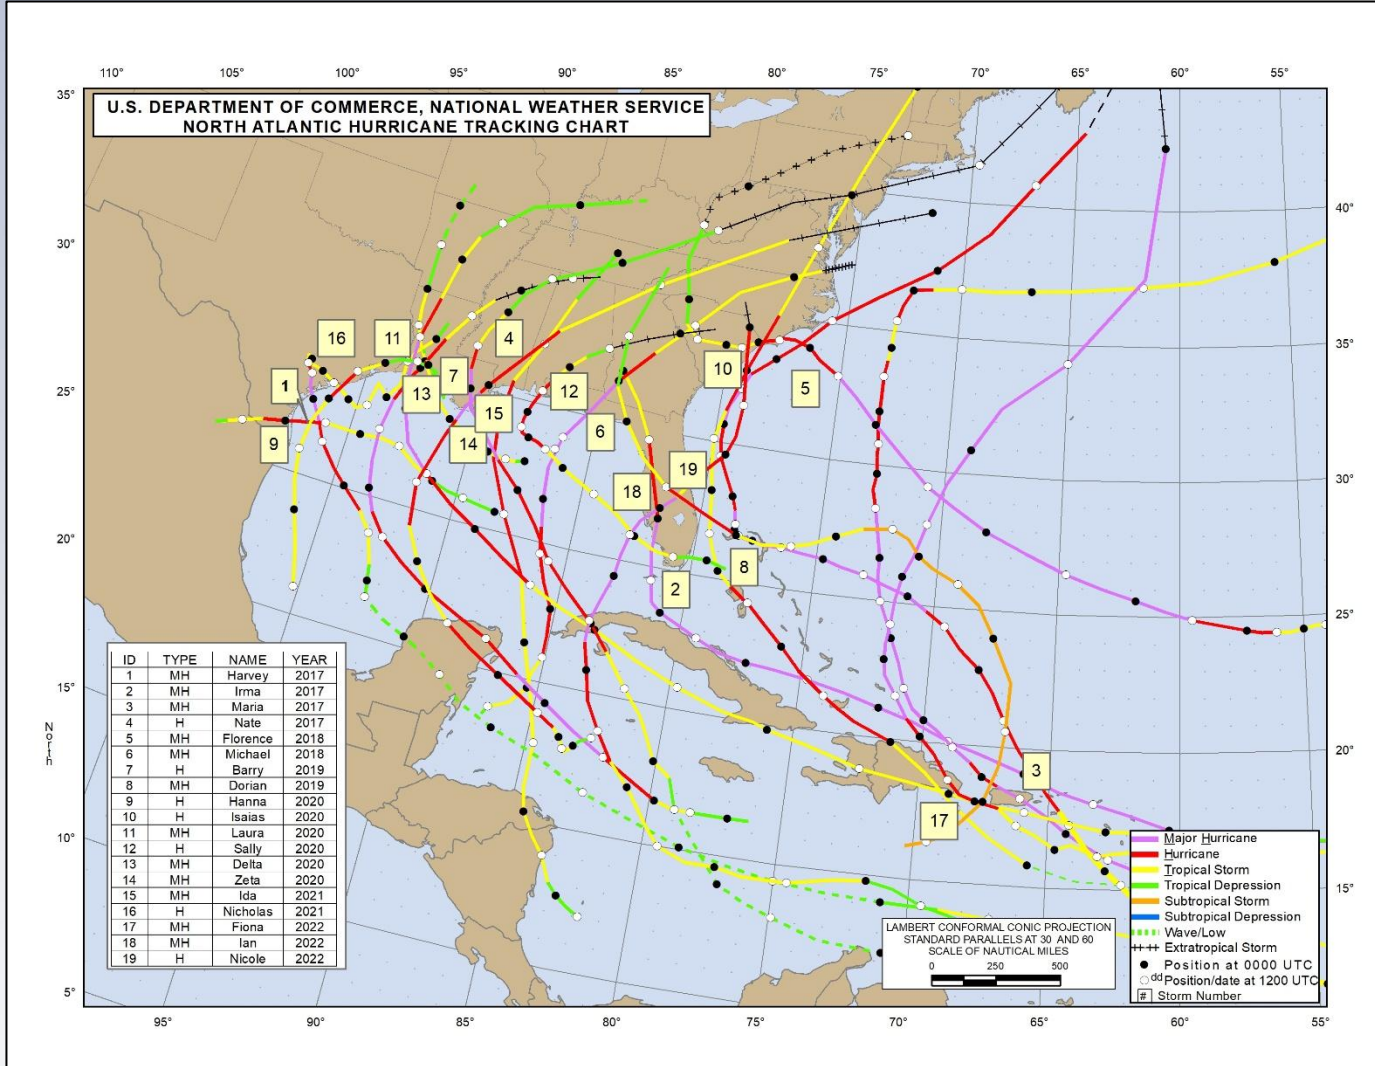 110° 105° 100° 95° 90° 85° 80° 75° 70° 65° 60° 55°
35°
U.S. DEPARTMENT OF COMMERCE, NATIONAL WEATHER SERVICE
NORTH ATLANTIC HURRICANE TRACKING CHART
40°
30°
16 11 4
35°
10 5
1 7 12
13 15
25°
9 14 6
30°
18 19
20°
8
2
25°
ID TYPE NAME YEAR
1 MH Harvey 2017
2 MH Irma 2017
3 MH Maria 2017
4 H Nate 2017
5 MH Florence 2018
6 MH Michael 2018
7 H Barry 2019
8 MH Dorian 2019
9 H Hanna 2020
10 H Isaias 2020
11 MH Laura 2020
12 H Sally 2020
13 MH Delta 2020
14 MH Zeta 2020
15 MH Ida 2021
16 H Nicholas 2021
17 MH Fiona 2022
18 MH Ian 2022
19 H Nicole 2022
15°
North
20°
3
17
10°
15°
Major Hurricane
Hurricane
Tropical Storm
Tropical Depression
Subtropical Storm
Subtropical Depression
Wave/Low
Extratropical Storm
Position at 0000 UTC
dd Position/date at 1200 UTC
# Storm Number
LAMBERT CONFORMAL CONIC PROJECTION
STANDARD PARALLELS AT 30 AND 60
SCALE OF NAUTICAL MILES
0 250 500
5°
95° 90° 85° 80° 75° 70° 65° 60° 55°